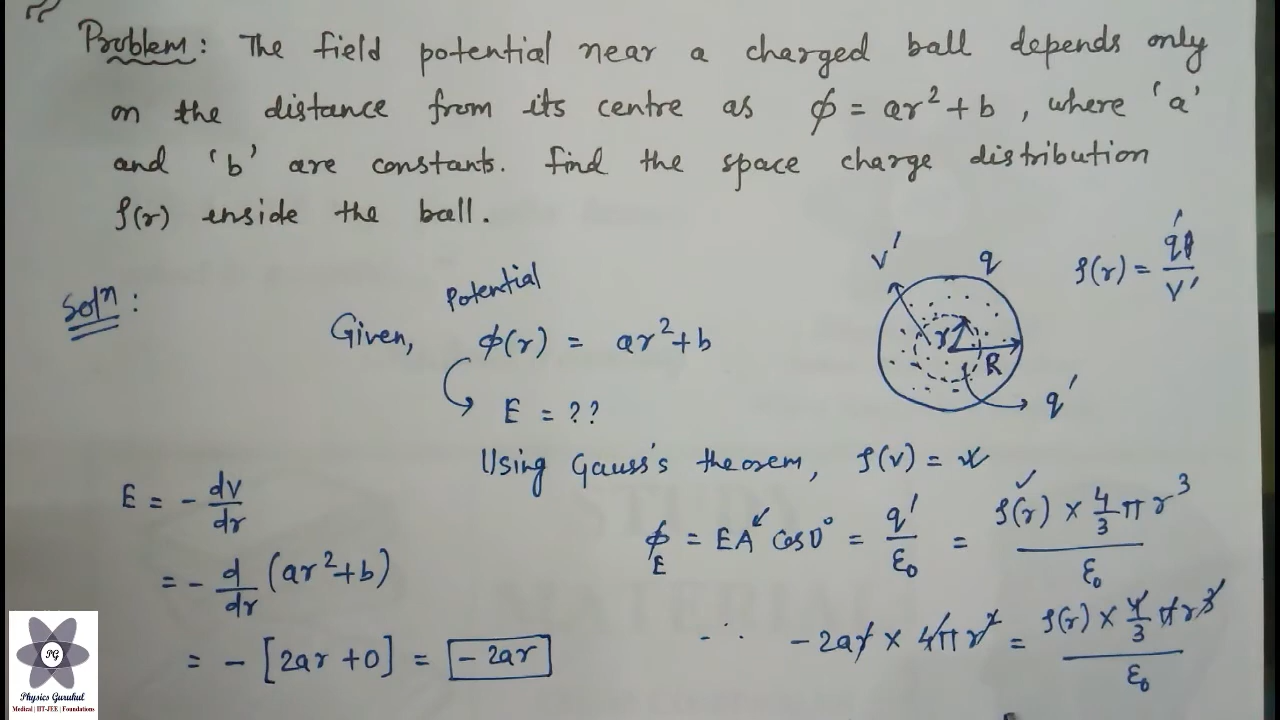 Problem: The field potential near a charged ball depends only
on the distance from its centre as ϕ = ar² + b, where 'a'
and 'b' are constants. find the space charge distribution
ρ(r) inside the ball.
Soln:
Given, ϕ(r) = ar² + b
Potential
E = ??
v'
q
r
R
q'
ρ(r) = q'/V'
Using Gauss's theorem, ρ(r) =
E = - dv/dr
= - d/dr (ar² + b)
= - [2ar + 0] = - 2ar
ϕ_E = EA cos0° = q'/ε₀ = ρ(r) × 4/3 πr³ / ε₀
∴ - 2ar × 4πr² = ρ(r) × 4/3 πr³ / ε₀
PG
Physics Gurukul
Medical | IIT-JEE | Foundations